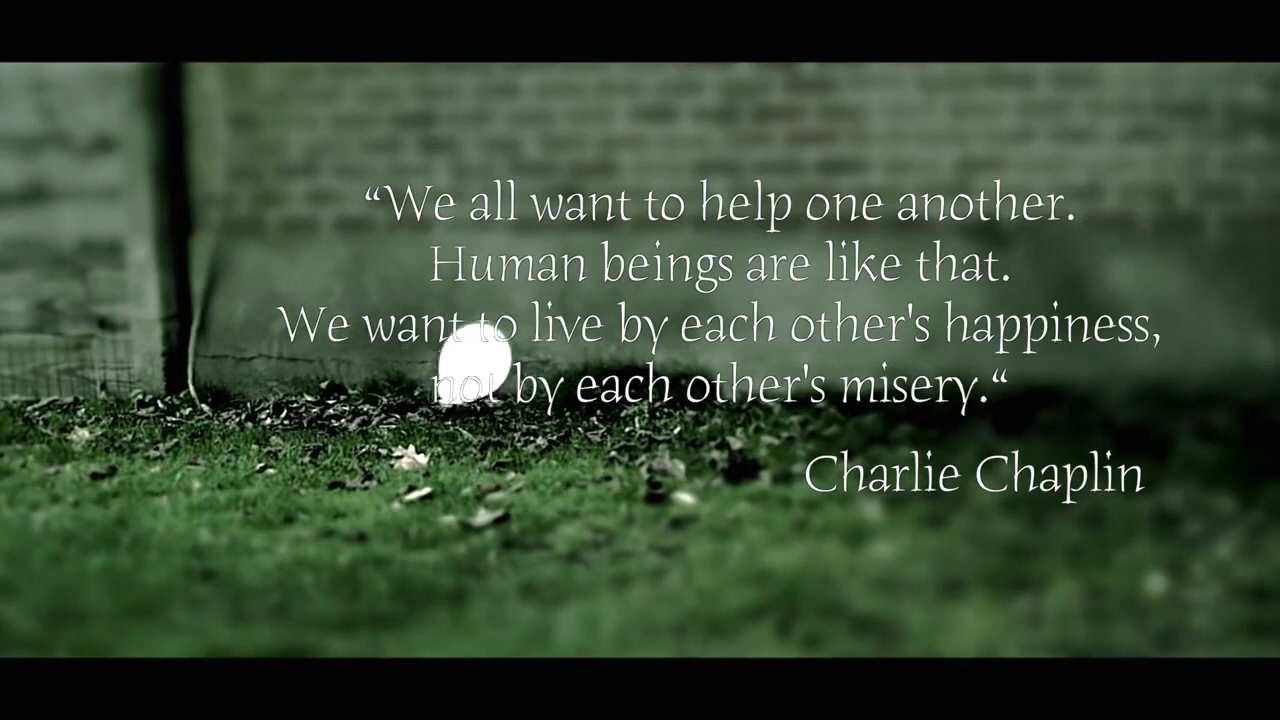 “We all want to help one another.
Human beings are like that.
We want to live by each other's happiness,
not by each other's misery.“
Charlie Chaplin